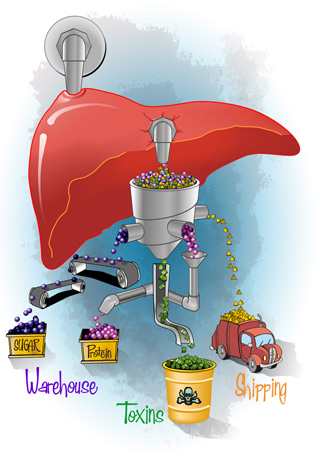 SUGAR
Protein
Warehouse
Toxins
Shipping